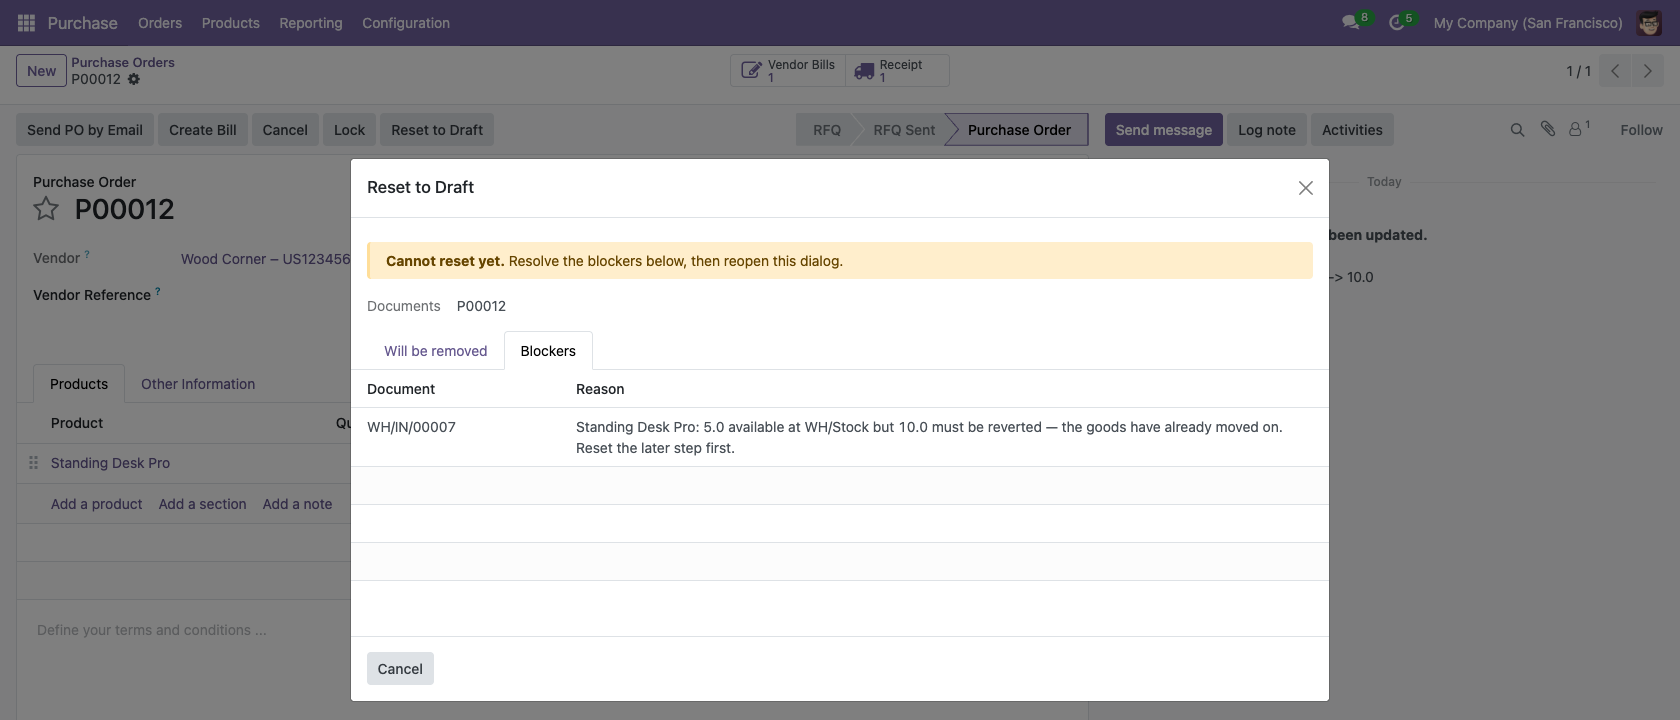 Purchase Orders Products Reporting Configuration 8 5 My Company (San Francisco)
New Purchase Orders
P00012
Vendor Bills
1
Receipt
1
1 / 1
Send PO by Email Create Bill Cancel Lock Reset to Draft RFQ RFQ Sent Purchase Order Send message Log note Activities 1 Follow
Reset to Draft
Cannot reset yet. Resolve the blockers below, then reopen this dialog.
Documents P00012
Will be removed Blockers
Document Reason
WH/IN/00007 Standing Desk Pro: 5.0 available at WH/Stock but 10.0 must be reverted — the goods have already moved on.
Reset the later step first.
Cancel
Purchase Order
P00012
Vendor ? Wood Corner – US123456
Vendor Reference ?
Products Other Information
Product
Standing Desk Pro
Add a product Add a section Add a note
Define your terms and conditions ...
Today
been updated.
-> 10.0